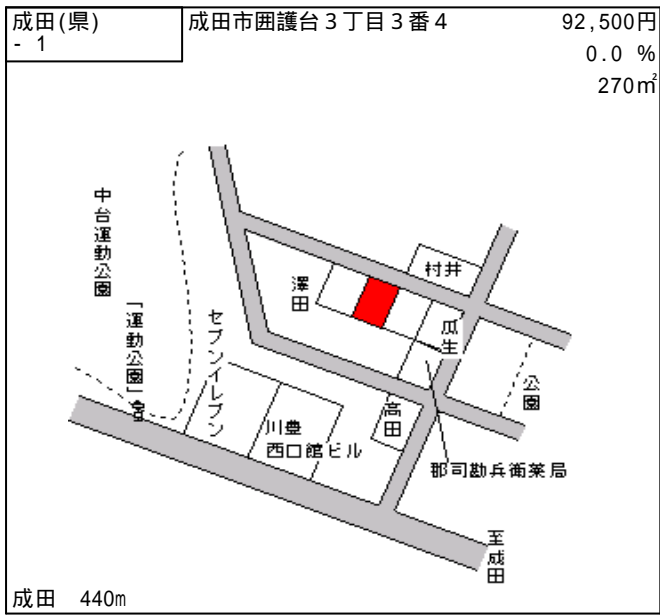 成田(県)
- 1
成田市囲護台３丁目３番４
92,500円
0.0 %
270㎡
中台運動公園
「運動公園」
セブンイレブン
澤田
村井
瓜生
公園
川豊
西口館ビル
高田
郡司勘兵衛薬局
至成田
成田 440m